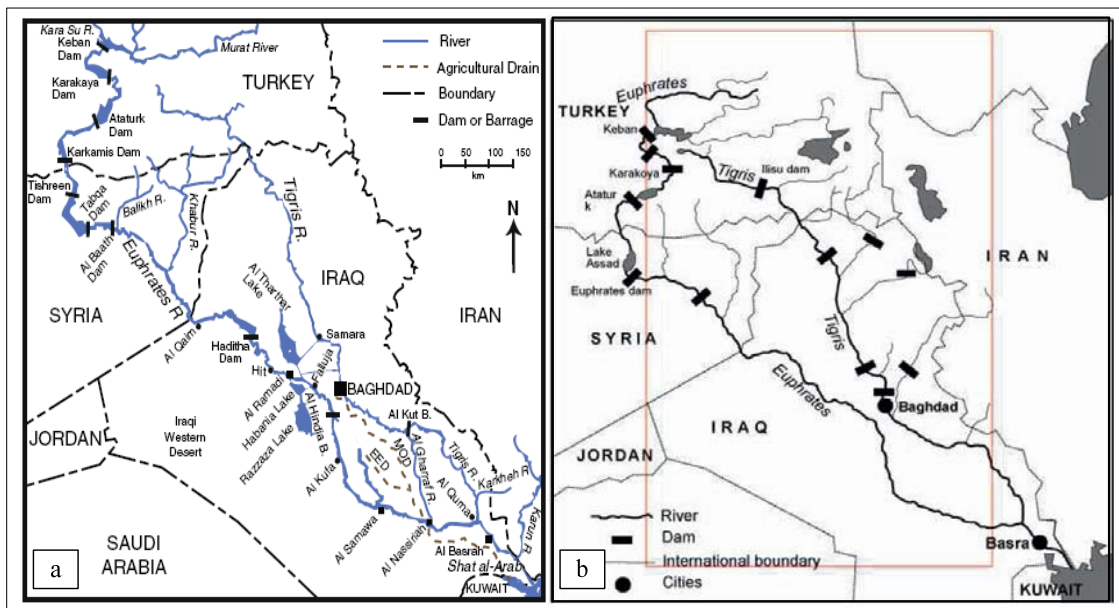 Kara Su R.
Keban
Dam
Murat River
Karakaya
Dam
TURKEY
Ataturk
Dam
Karkamis Dam
Tishreen
Dam
Tabqa
Dam
Balikh R.
Khabur R.
Al Baath
Dam
Euphrates R
Tigris R.
SYRIA
Al Qaim
Al Tharthar
Lake
IRAQ
IRAN
Samara
Haditha
Dam
Hit
Falluja
Al Ramadi
BAGHDAD
Habania Lake
Razzaza Lake
Al Hindia B.
Al Kut B.
JORDAN
Iraqi
Western
Desert
MOD
EED
Al Gharraf R.
Tigris R.
Karkheh R.
Al Kufa
Al Quma
Karun R.
Al Samawa
Al Nassiriah
Al Basrah
Shat al-Arab
SAUDI
ARABIA
KUWAIT
River
Agricultural Drain
Boundary
Dam or Barrage
0 50 100 150
km
N
a
Euphrates
TURKEY
Keban
Karakoya
Tigris
Ilisu dam
Atatur
k
Lake
Assad
Euphrates dam
IRAN
SYRIA
Tigris
Euphrates
Baghdad
IRAQ
JORDAN
River
Dam
International boundary
Cities
Basra
KUWAIT
b